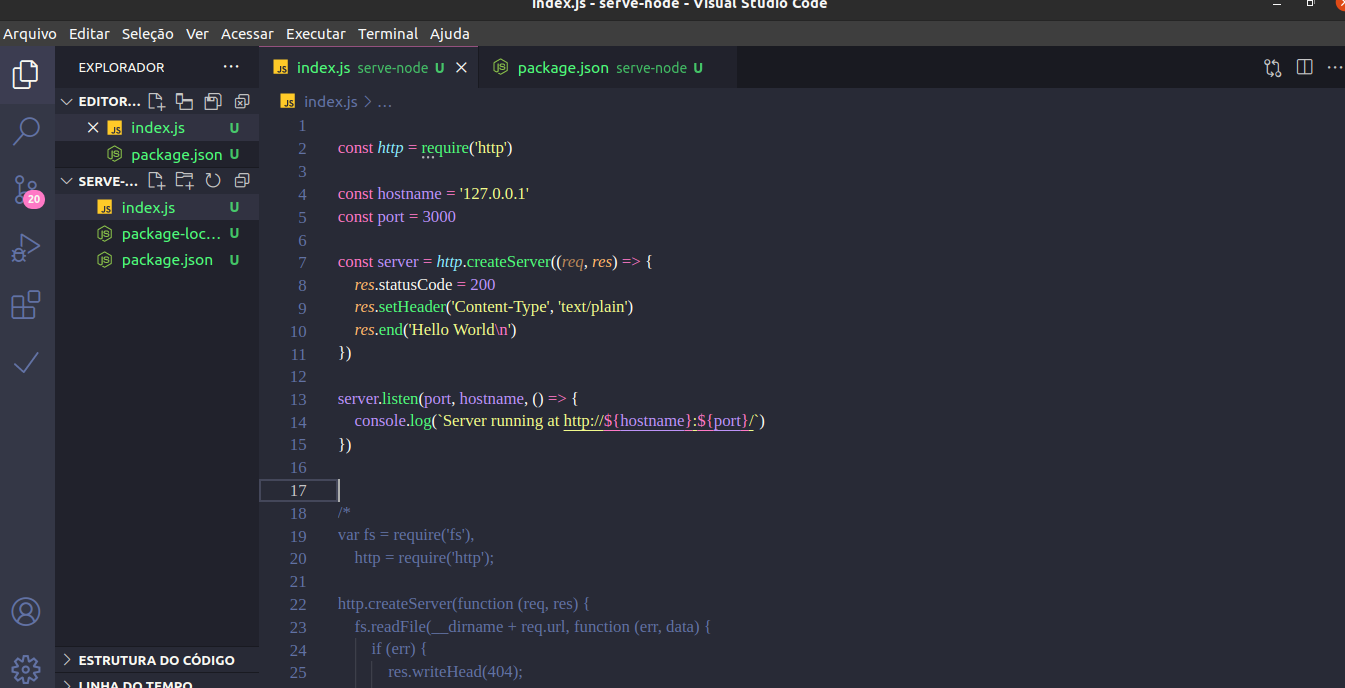 index.js - serve-node - Visual Studio Code
Arquivo Editar Seleção Ver Acessar Executar Terminal Ajuda
EXPLORADOR ...
index.js serve-node U
package.json serve-node U
EDITOR...
index.js U
package.json U
SERVE-...
index.js U
package-loc... U
package.json U
20
ESTRUTURA DO CÓDIGO
LINHA DO TEMPO
JS index.js > ...
1
2 const http = require('http')
3
4 const hostname = '127.0.0.1'
5 const port = 3000
6
7 const server = http.createServer((req, res) => {
8 res.statusCode = 200
9 res.setHeader('Content-Type', 'text/plain')
10 res.end('Hello World\n')
11 })
12
13 server.listen(port, hostname, () => {
14 console.log(`Server running at http://${hostname}:${port}/`)
15 })
16
17
18 /*
19 var fs = require('fs'),
20 http = require('http');
21
22 http.createServer(function (req, res) {
23 fs.readFile(__dirname + req.url, function (err, data) {
24 if (err) {
25 res.writeHead(404);